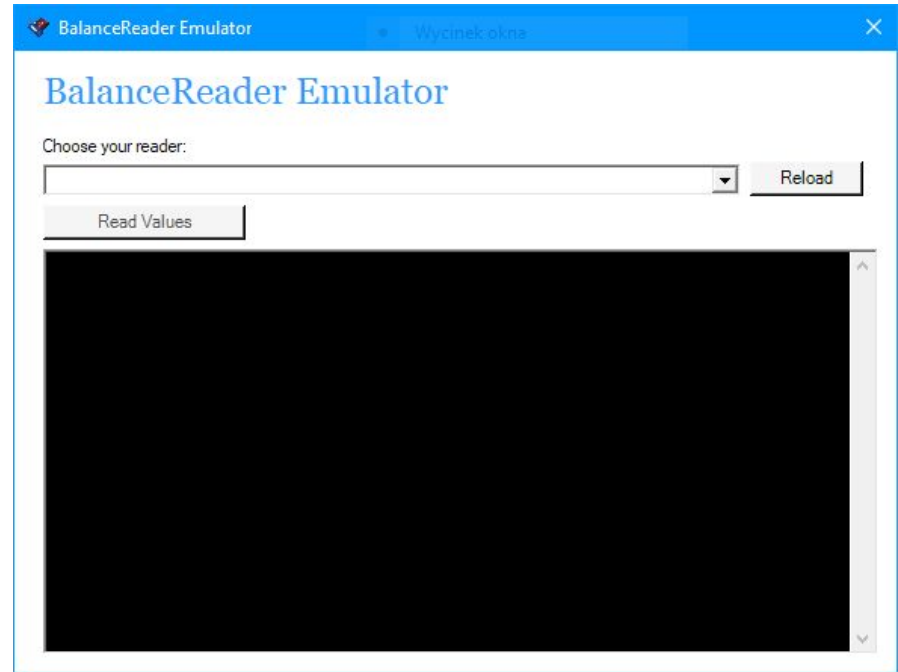 BalanceReader Emulator
Wycinek okna
BalanceReader Emulator
Choose your reader:
Reload
Read Values